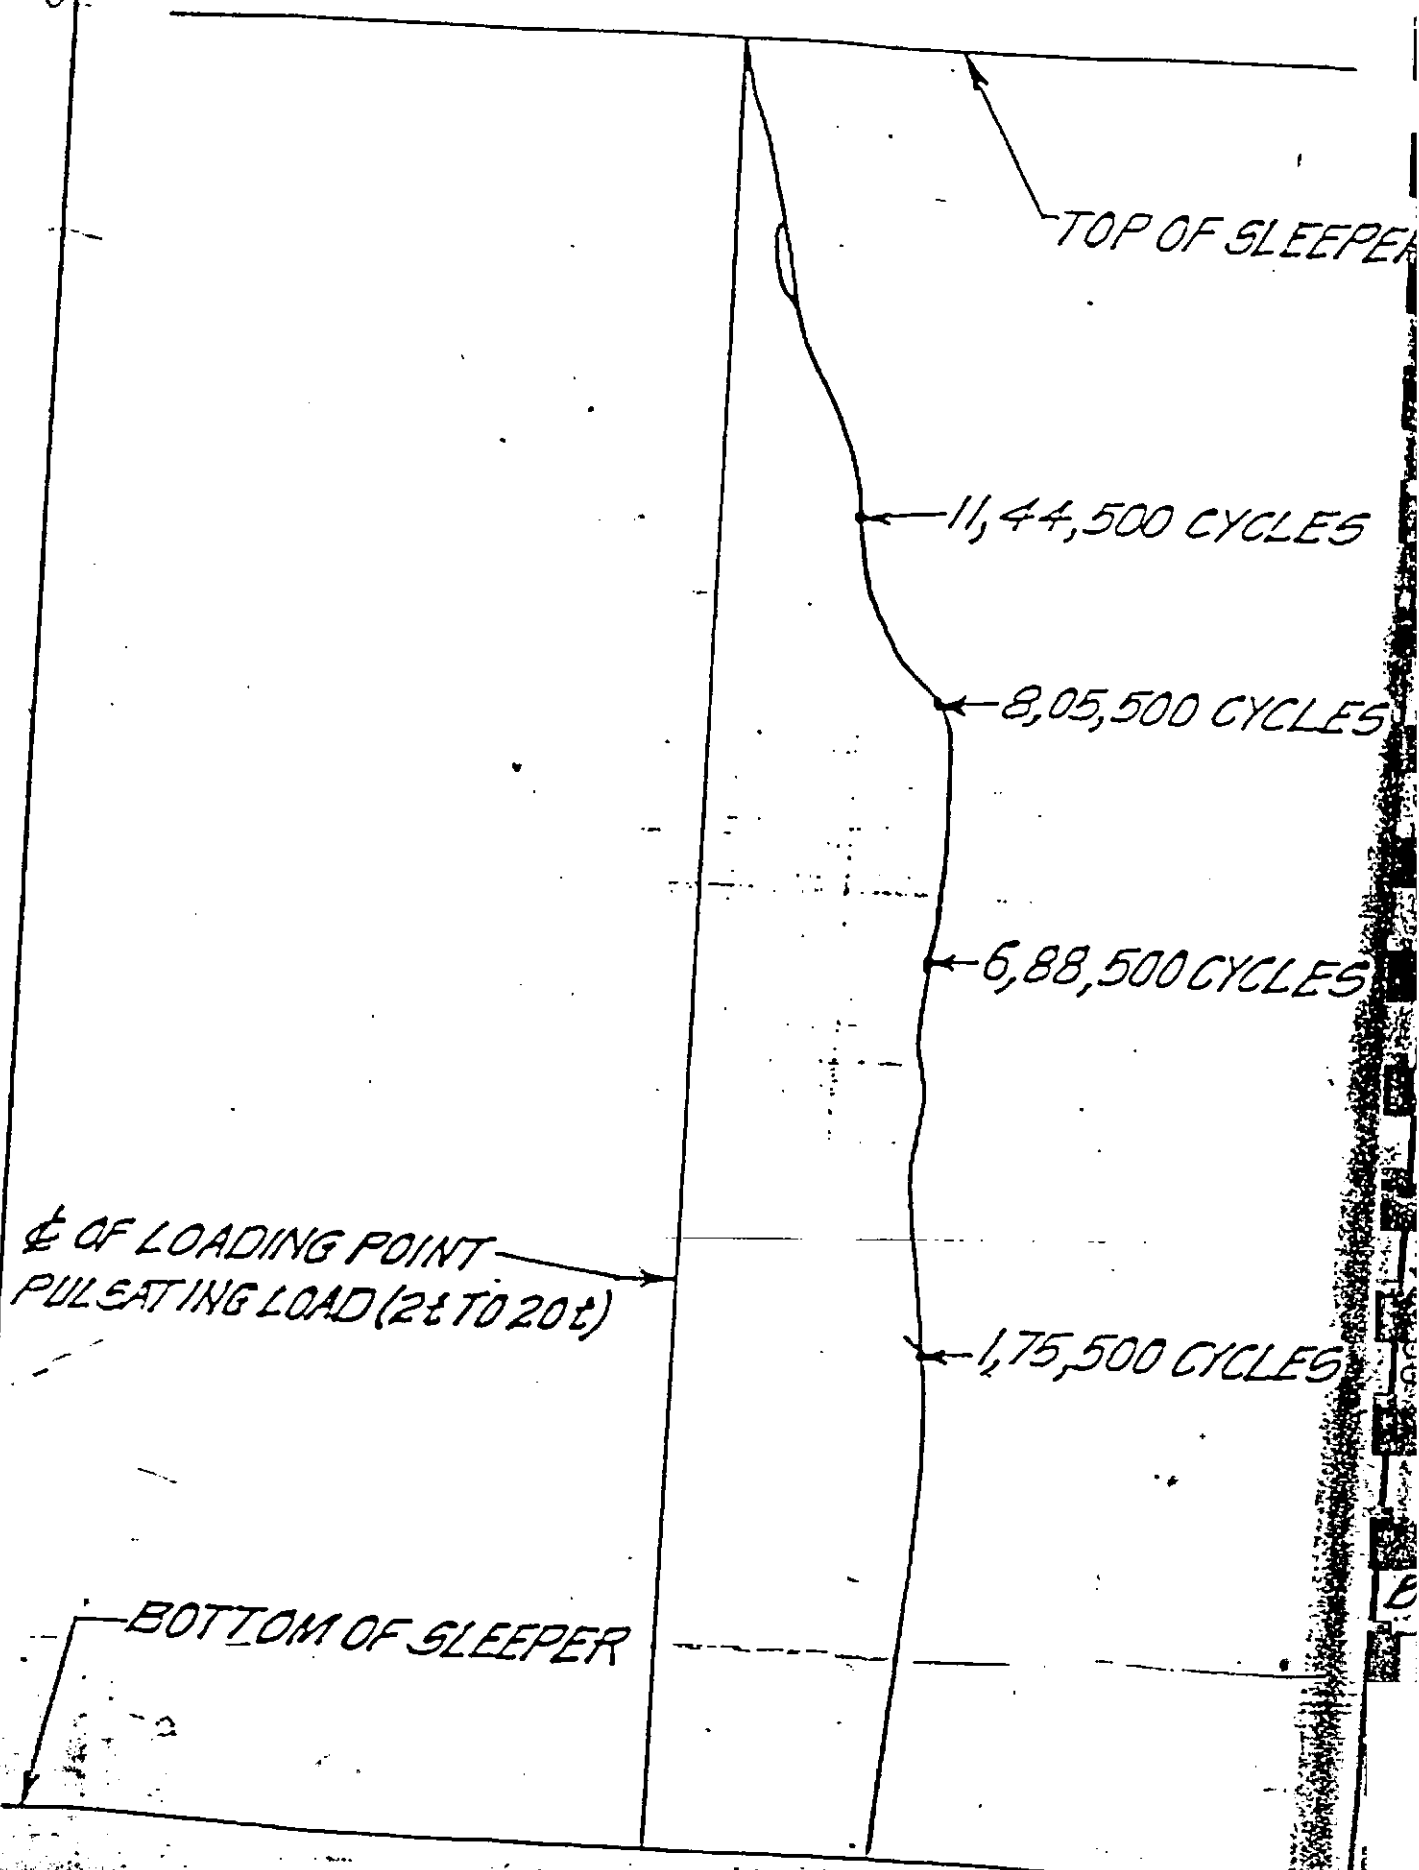 TOP OF SLEEPER
11,44,500 CYCLES
8,05,500 CYCLES
6,88,500 CYCLES
℄ OF LOADING POINT
PULSATING LOAD (2t TO 20t)
1,75,500 CYCLES
BOTTOM OF SLEEPER